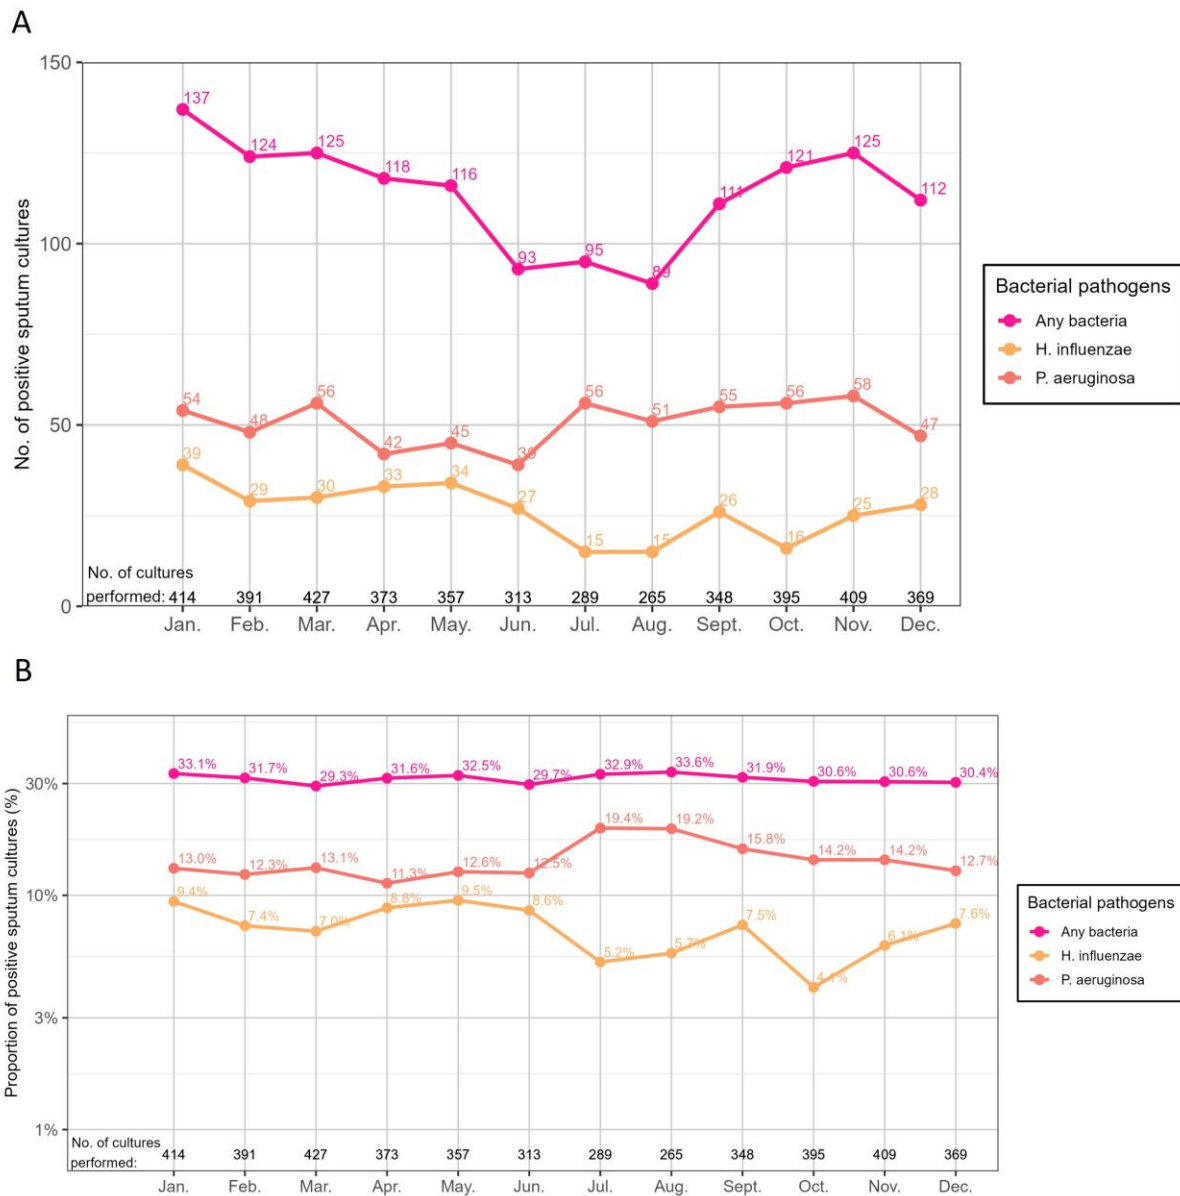 A
150
137
124
125
118
116
93
95
89
111
121
125
112
100
No. of positive sputum cultures
Bacterial pathogens
Any bacteria
H. influenzae
P. aeruginosa
54
48
56
42
45
39
56
51
55
56
58
47
50
39
29
30
33
34
27
15
15
26
16
25
28
No. of cultures
performed: 414 391 427 373 357 313 289 265 348 395 409 369
0
Jan. Feb. Mar. Apr. May. Jun. Jul. Aug. Sept. Oct. Nov. Dec.
B
33.1% 31.7% 29.3% 31.6% 32.5% 29.7% 32.9% 33.6% 31.9% 30.6% 30.6% 30.4%
30%
13.0% 12.3% 13.1% 11.3% 12.6% 12.5% 19.4% 19.2% 15.8% 14.2% 14.2% 12.7%
10%
9.4% 7.4% 7.0% 8.8% 9.5% 8.6% 5.2% 5.7% 7.5% 4.1% 6.1% 7.6%
3%
1%
Proportion of positive sputum cultures (%)
Bacterial pathogens
Any bacteria
H. influenzae
P. aeruginosa
No. of cultures
performed: 414 391 427 373 357 313 289 265 348 395 409 369
Jan. Feb. Mar. Apr. May. Jun. Jul. Aug. Sept. Oct. Nov. Dec.